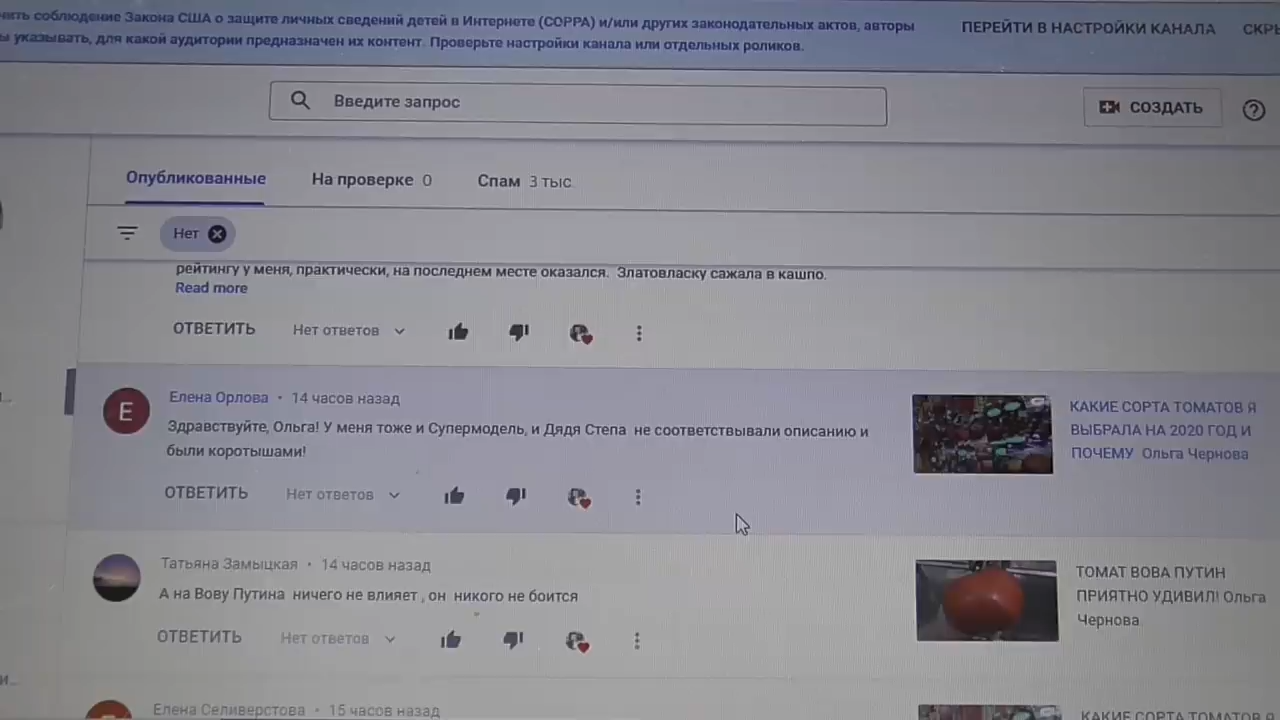 соблюдение Закона США о защите личных сведений детей в Интернете (COPPA) и/или других законодательных актов, авторы
указывать, для какой аудитории предназначен их контент. Проверьте настройки канала или отдельных роликов.
ПЕРЕЙТИ В НАСТРОЙКИ КАНАЛА
Введите запрос
СОЗДАТЬ
Опубликованные
На проверке 0
Спам 3 тыс.
Нет
рейтингу у меня, практически, на последнем месте оказался. Златовласку сажала в кашпо.
Read more
ОТВЕТИТЬ Нет ответов
Е
Елена Орлова • 14 часов назад
Здравствуйте, Ольга! У меня тоже и Супермодель, и Дядя Степа не соответствывали описанию и
были коротышами!
ОТВЕТИТЬ Нет ответов
КАКИЕ СОРТА ТОМАТОВ Я
ВЫБРАЛА НА 2020 ГОД И
ПОЧЕМУ Ольга Чернова
Татьяна Замыцкая • 14 часов назад
А на Вову Путина ничего не влияет , он никого не боится
ОТВЕТИТЬ Нет ответов
ТОМАТ ВОВА ПУТИН
ПРИЯТНО УДИВИЛ! Ольга
Чернова
Елена Селиверстова • 15 часов назад
КАКИЕ СОРТА ТОМАТОВ Я